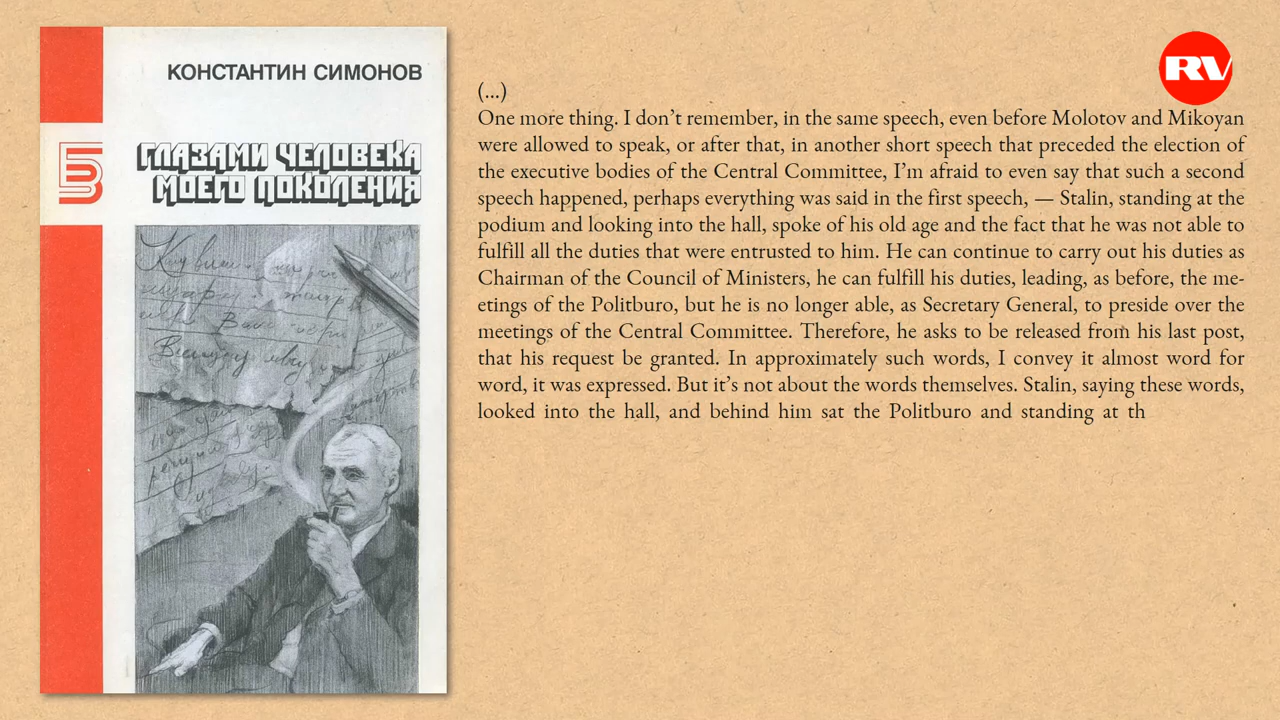 КОНСТАНТИН СИМОНОВ
ГЛАЗАМИ ЧЕЛОВЕКА
МОЕГО ПОКОЛЕНИЯ
RV
(...)
One more thing. I don’t remember, in the same speech, even before Molotov and Mikoyan
were allowed to speak, or after that, in another short speech that preceded the election of
the executive bodies of the Central Committee, I’m afraid to even say that such a second
speech happened, perhaps everything was said in the first speech, — Stalin, standing at the
podium and looking into the hall, spoke of his old age and the fact that he was not able to
fulfill all the duties that were entrusted to him. He can continue to carry out his duties as
Chairman of the Council of Ministers, he can fulfill his duties, leading, as before, the me-
etings of the Politburo, but he is no longer able, as Secretary General, to preside over the
meetings of the Central Committee. Therefore, he asks to be released from his last post,
that his request be granted. In approximately such words, I convey it almost word for
word, it was expressed. But it’s not about the words themselves. Stalin, saying these words,
looked into the hall, and behind him sat the Politburo and standing at th